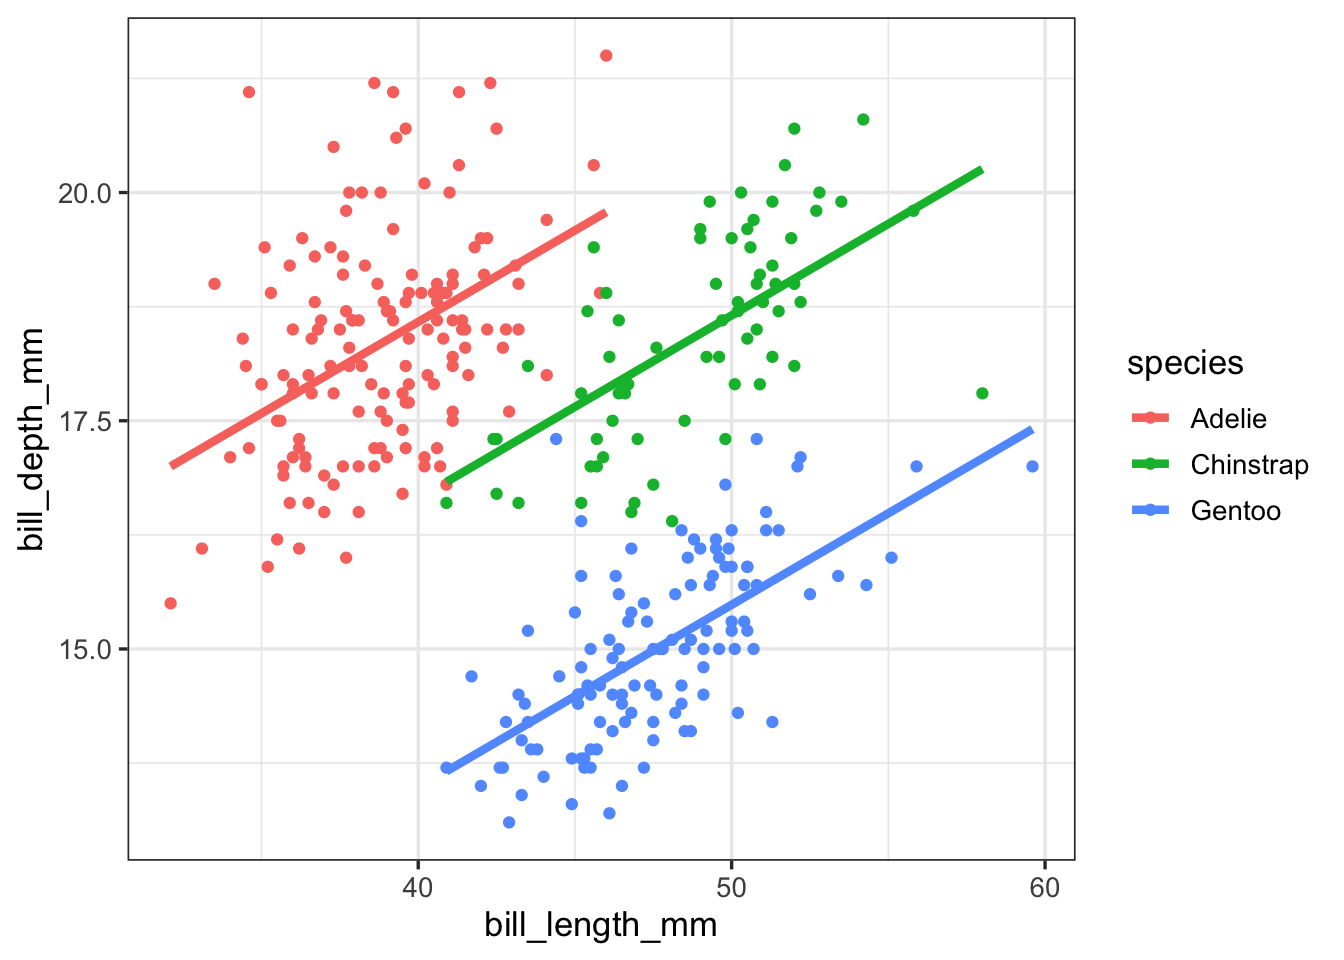 20.0
17.5
15.0
40 50 60
bill_length_mm
bill_depth_mm
species
Adelie
Chinstrap
Gentoo